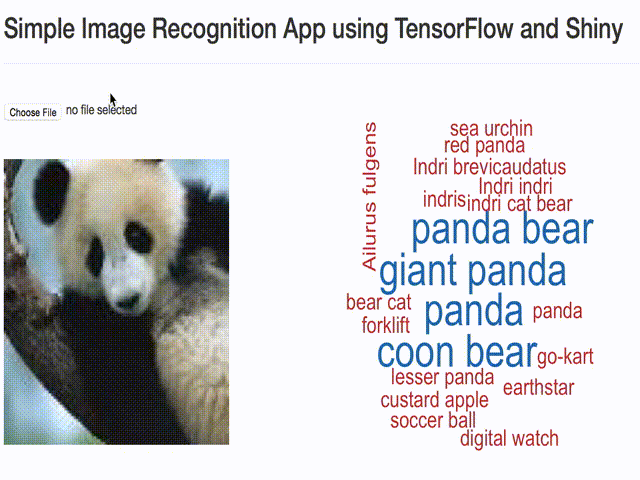 Simple Image Recognition App using TensorFlow and Shiny
Choose File no file selected
sea urchin
red panda
Indri brevicaudatus
Indri indri
indris
indri cat bear
Ailurus fulgens
panda bear
giant panda
bear cat
panda
panda
forklift
coon bear
go-kart
lesser panda
earthstar
custard apple
soccer ball
digital watch